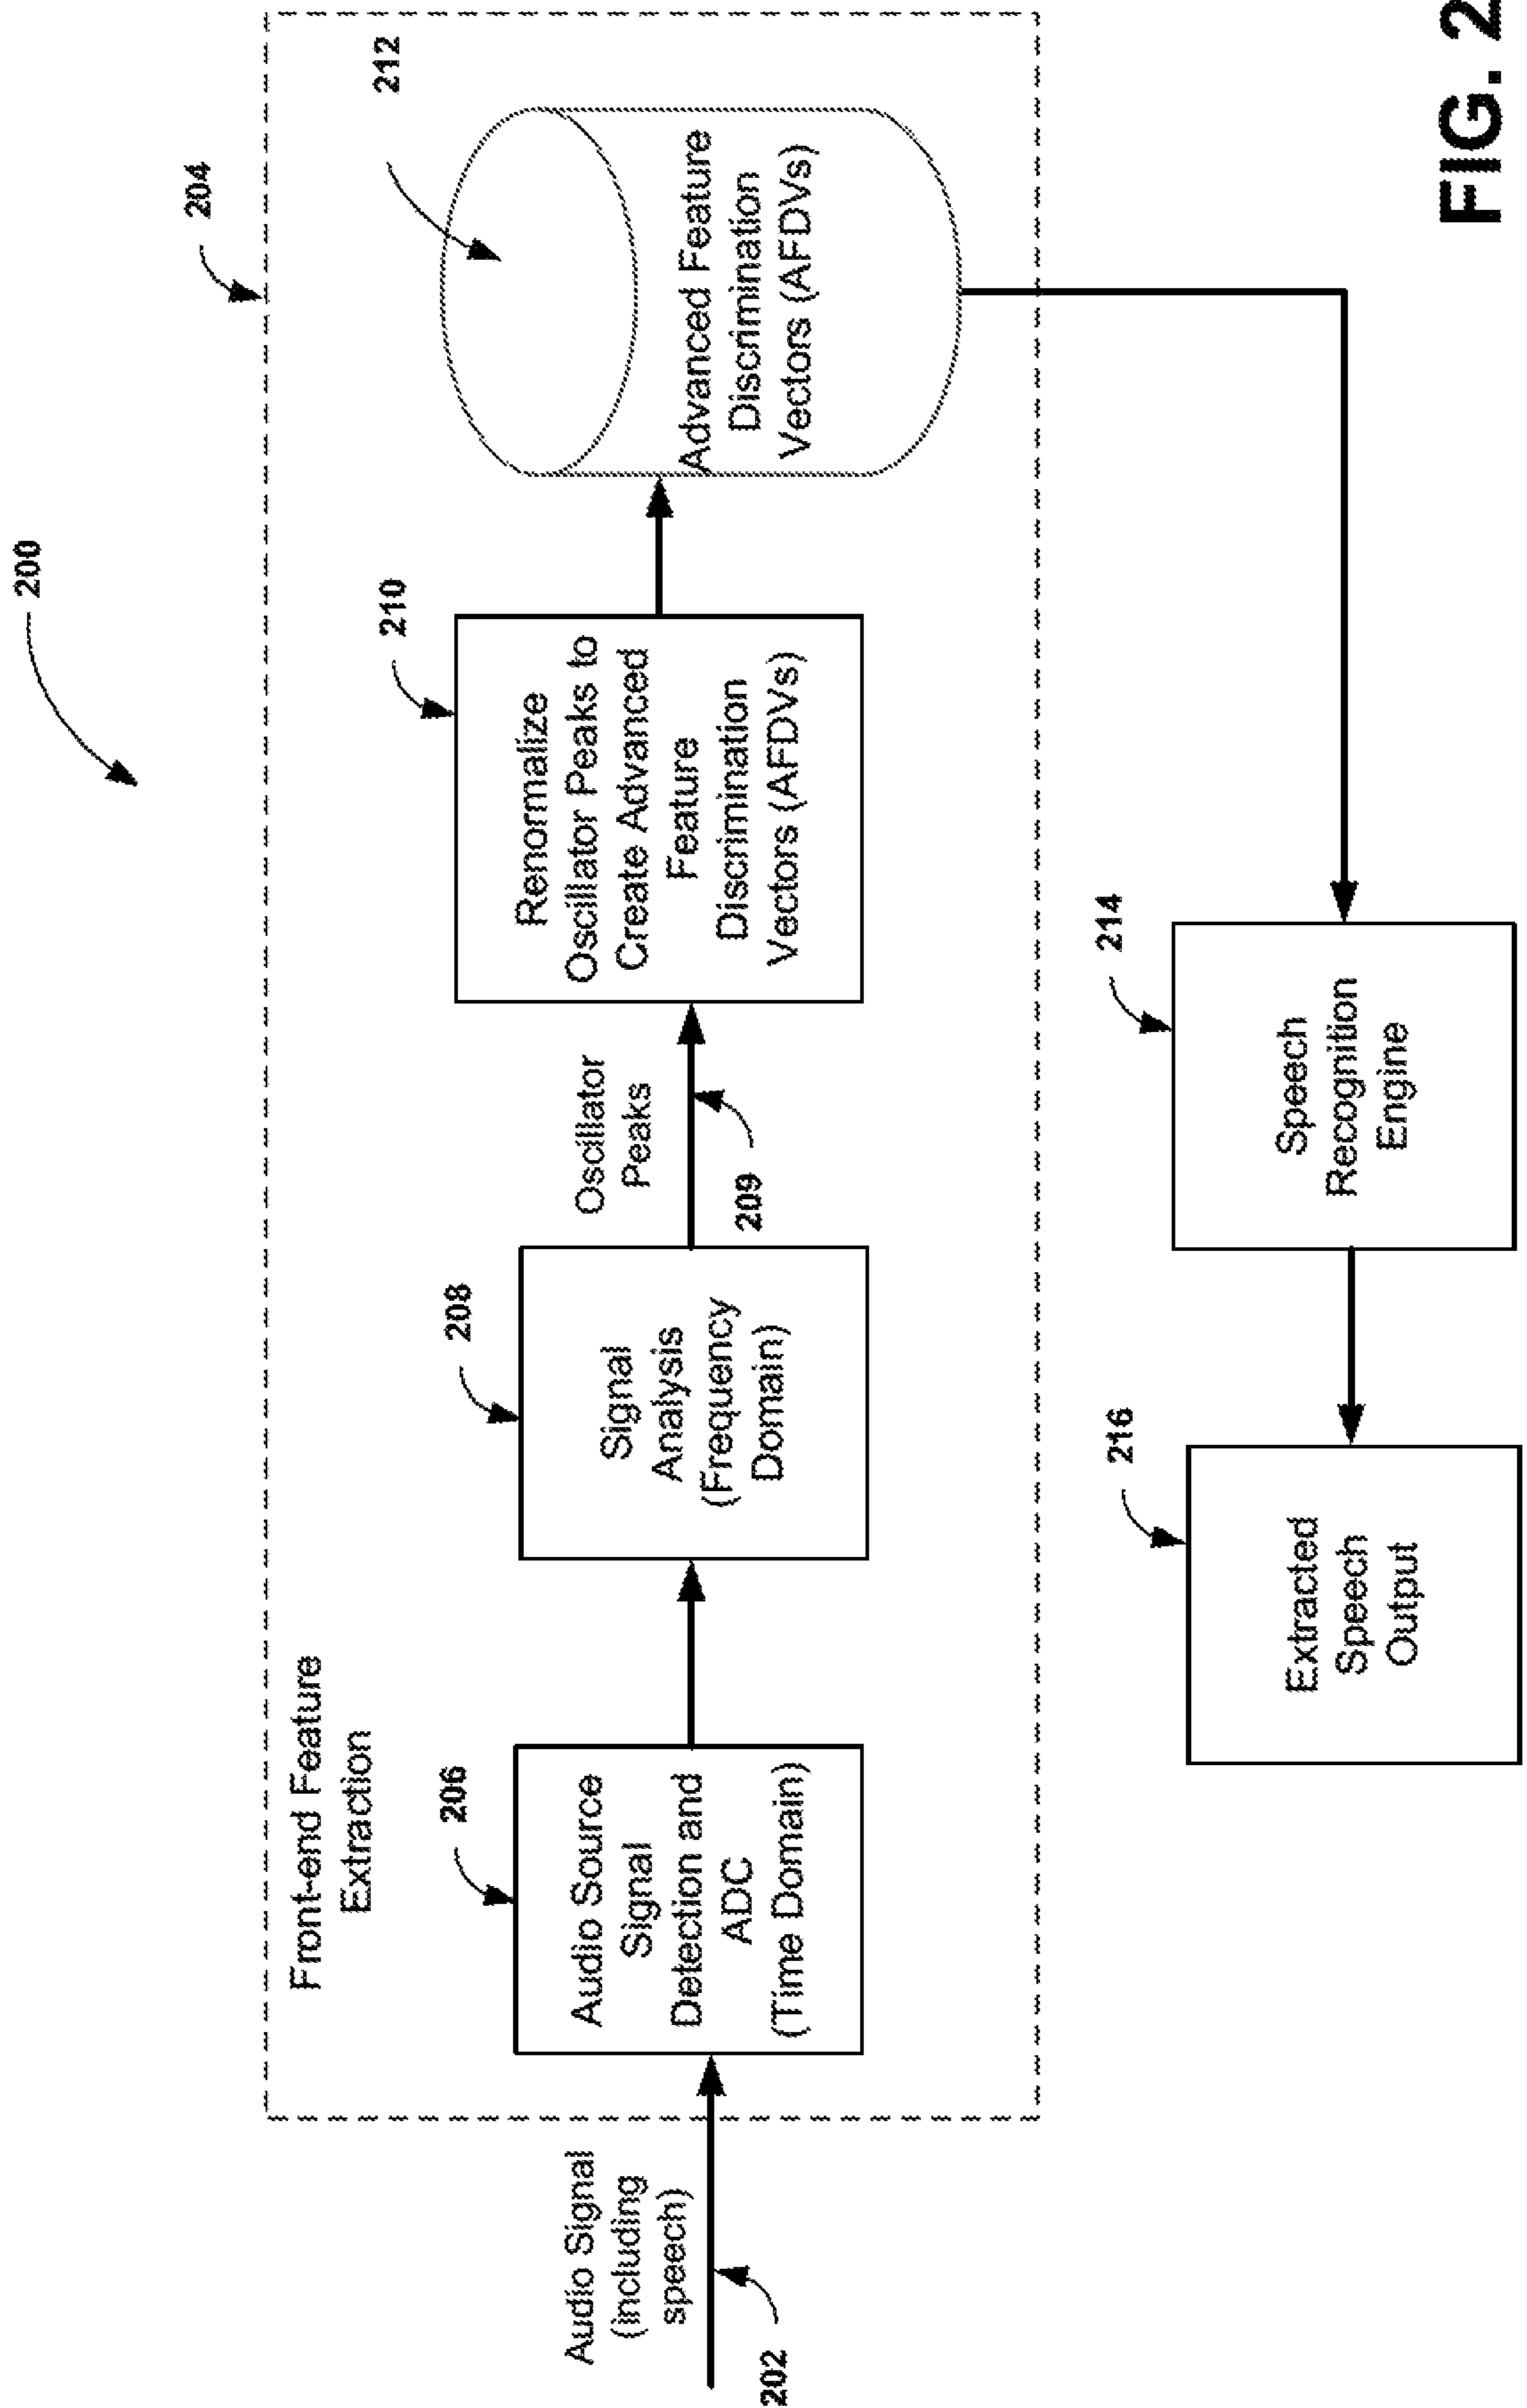 200
204
Front-end Feature
Extraction
212
206
208
210
Audio Signal
(including
speech)
202
Audio Source
Signal
Detection and
ADC
(Time Domain)
Signal
Analysis
(Frequency
Domain)
Oscillator
Peaks
209
Renormalize
Oscillator Peaks to
Create Advanced
Feature
Discrimination
Vectors (AFDVs)
Advanced Feature
Discrimination
Vectors (AFDVs)
216
Extracted
Speech
Output
214
Speech
Recognition
Engine
FIG. 2